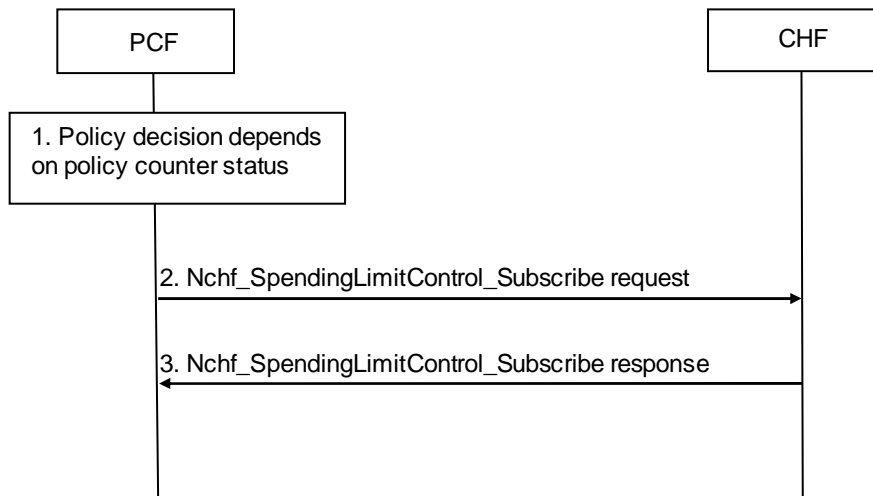 PCF
CHF
1. Policy decision depends
on policy counter status
2. Nchf_SpendingLimitControl_Subscribe request
3. Nchf_SpendingLimitControl_Subscribe response